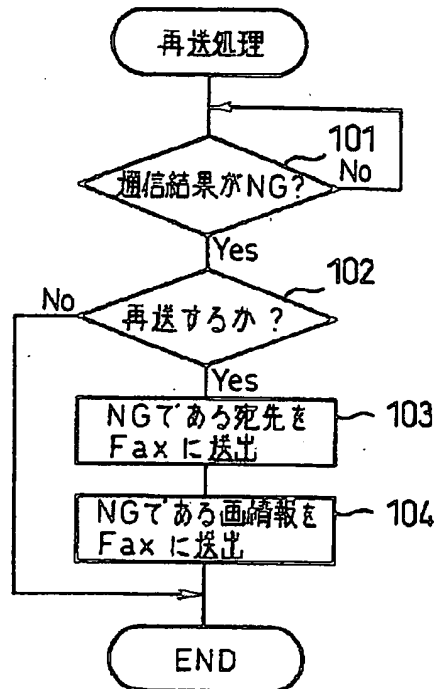 再送処理
101
通信結果がNG?
No
Yes
102
No
再送するか?
Yes
NGである宛先を
Faxに送出
103
NGである画情報を
Faxに送出
104
END